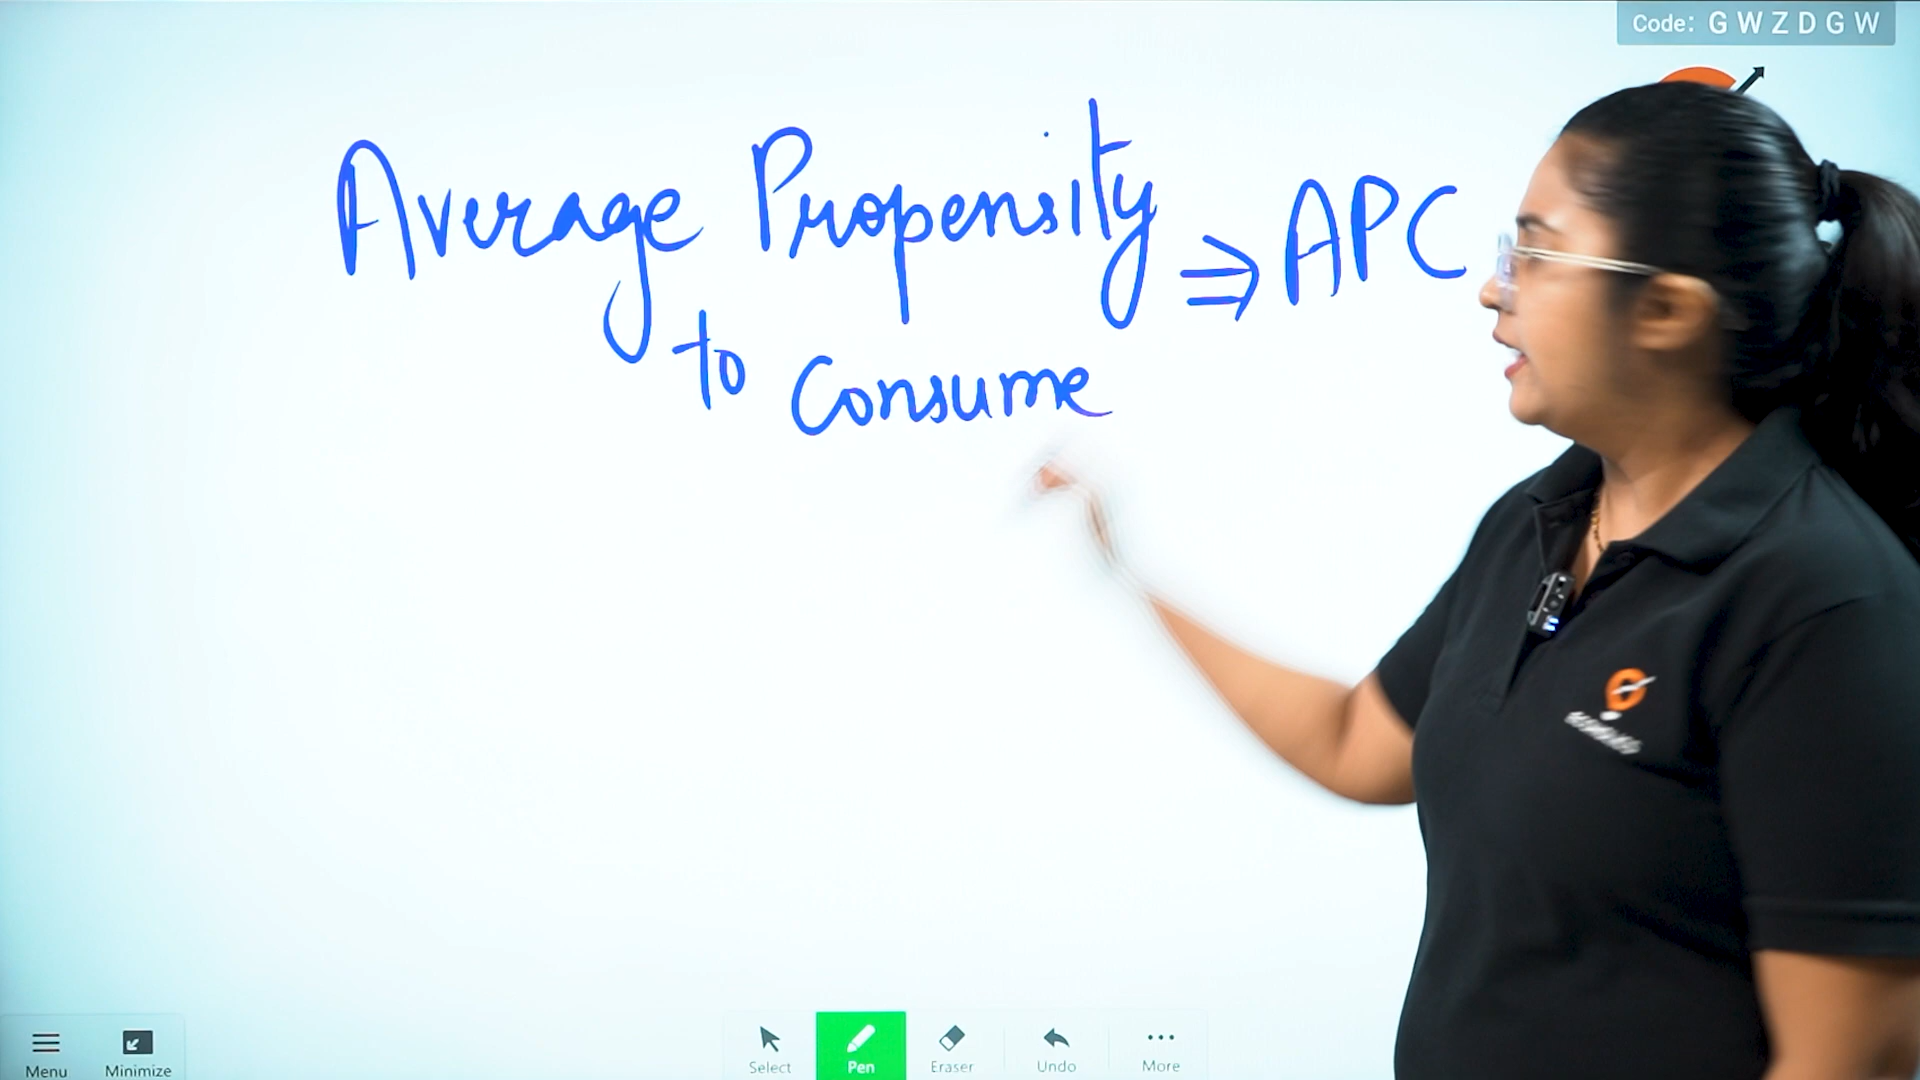 Code: G W Z D G W
Average Propensity ⇒ APC
to Consume
Menu
Minimize
Select
Pen
Eraser
Undo
More